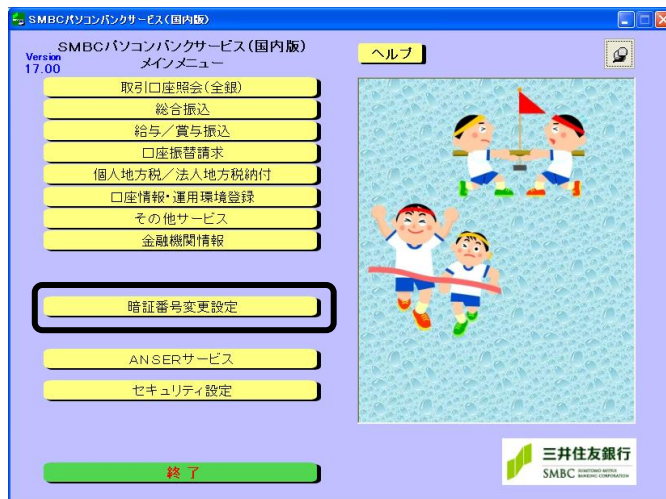 SMBCパソコンバンクサービス(国内版)
SMBCパソコンバンクサービス(国内版)
Version
17.00
メインメニュー
ヘルプ
取引口座照会(全銀)
総合振込
給与/賞与振込
口座振替請求
個人地方税/法人地方税納付
口座情報・運用環境登録
その他サービス
金融機関情報
暗証番号変更設定
ANSERサービス
セキュリティ設定
終了
三井住友銀行
SMBC SUMITOMO MITSUI
BANKING CORPORATION